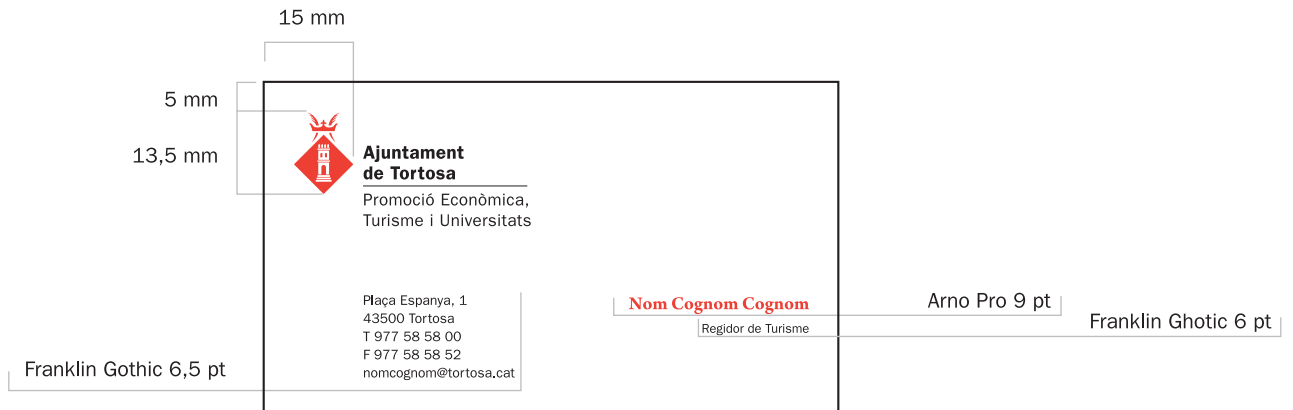 15 mm
5 mm
13,5 mm
Ajuntament
de Tortosa
Promoció Econòmica,
Turisme i Universitats
Plaça Espanya, 1
43500 Tortosa
T 977 58 58 00
F 977 58 58 52
nomcognom@tortosa.cat
Franklin Gothic 6,5 pt
Nom Cognom Cognom
Arno Pro 9 pt
Regidor de Turisme
Franklin Ghotic 6 pt